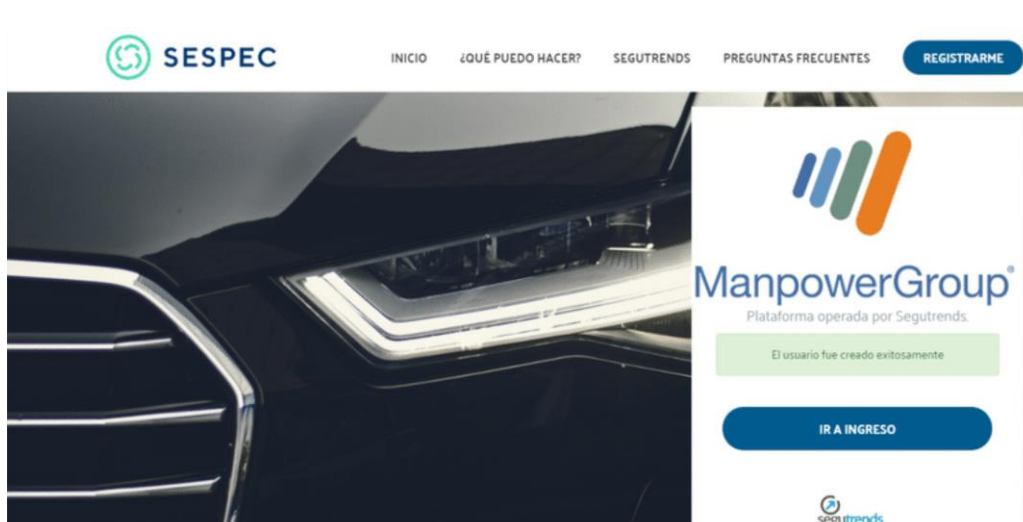 SESPEC
INICIO
¿QUÉ PUEDO HACER?
SEGUTRENDS
PREGUNTAS FRECUENTES
REGISTRARME
ManpowerGroup®
Plataforma operada por Segutrends.
El usuario fue creado exitosamente
IR A INGRESO
segutrends